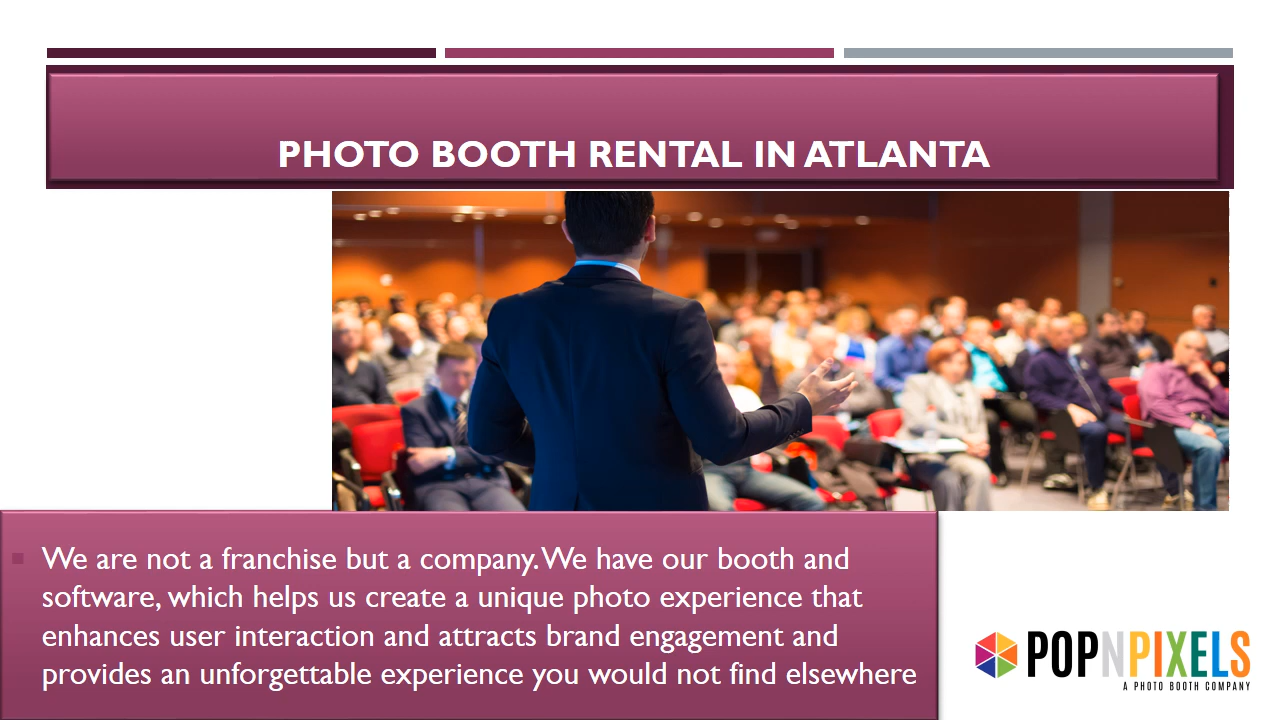 PHOTO BOOTH RENTAL IN ATLANTA
We are not a franchise but a company. We have our booth and
software, which helps us create a unique photo experience that
enhances user interaction and attracts brand engagement and
provides an unforgettable experience you would not find elsewhere
POPNPIXELS
A PHOTO BOOTH COMPANY